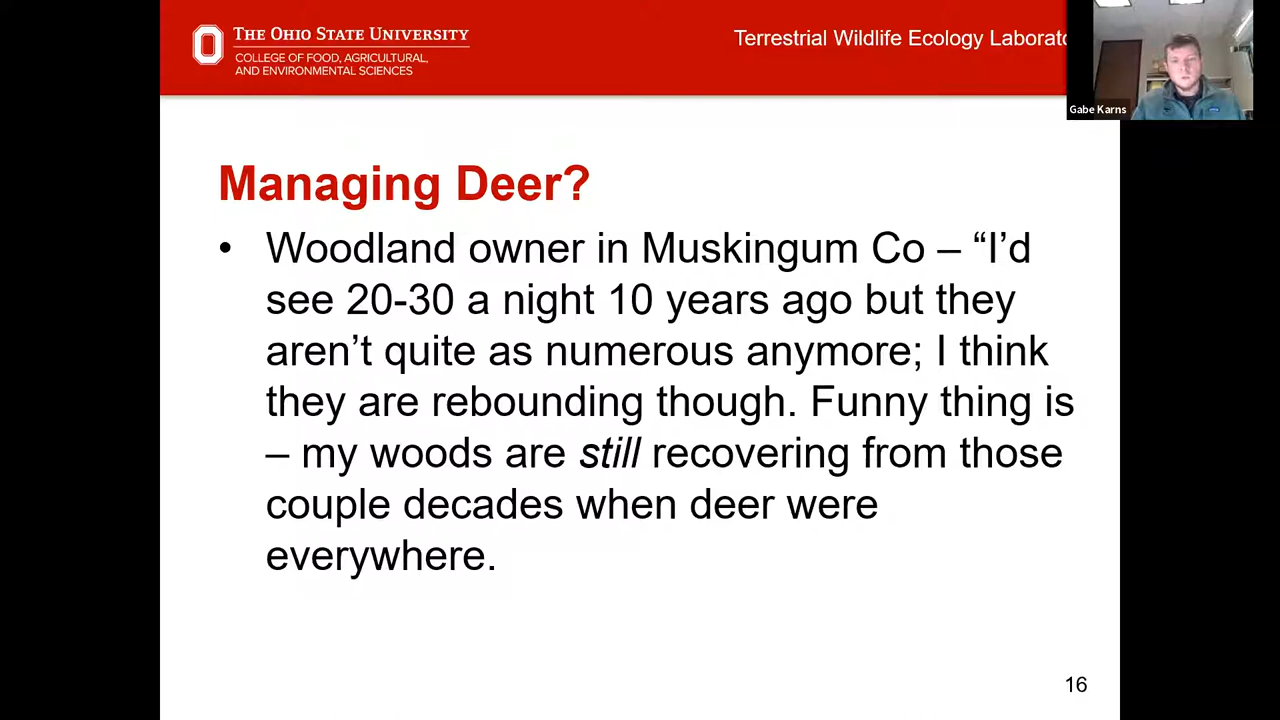 THE OHIO STATE UNIVERSITY
COLLEGE OF FOOD, AGRICULTURAL,
AND ENVIRONMENTAL SCIENCES
Terrestrial Wildlife Ecology
Gabe Karns
Managing Deer?
• Woodland owner in Muskingum Co – “I’d
see 20-30 a night 10 years ago but they
aren’t quite as numerous anymore; I think
they are rebounding though. Funny thing is
– my woods are still recovering from those
couple decades when deer were
everywhere.
16